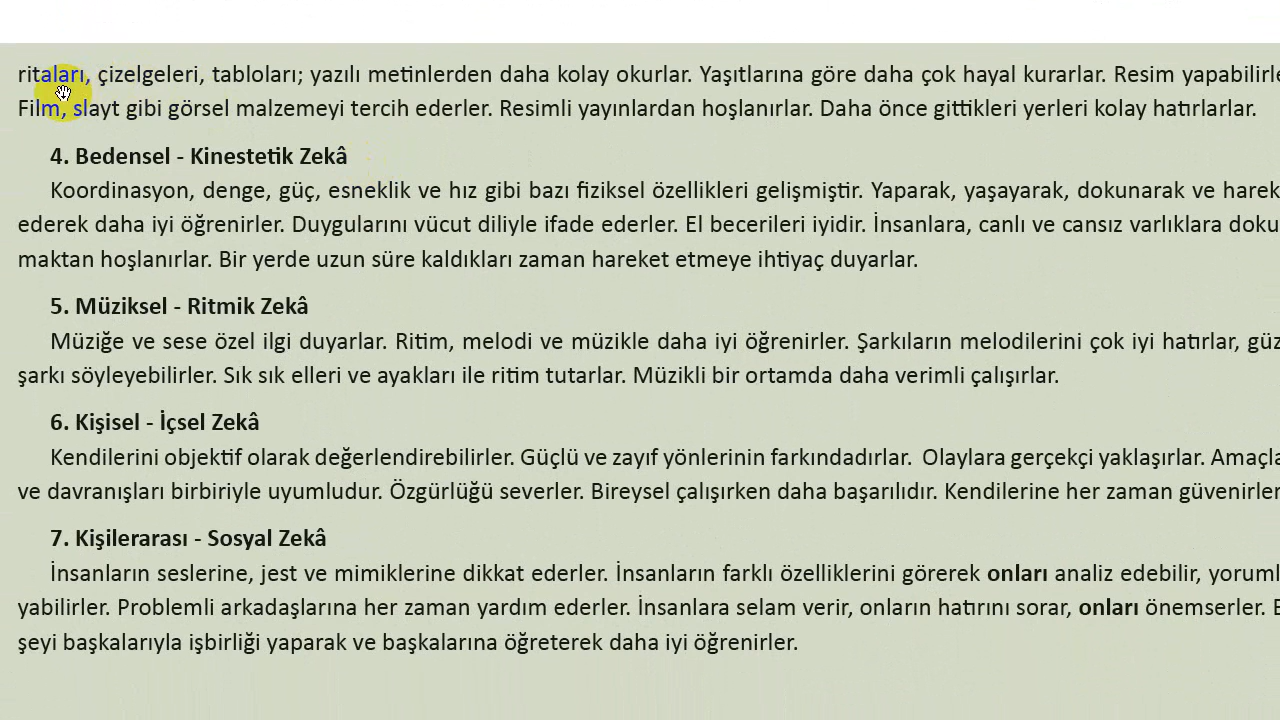 ritaları, çizelgeleri, tabloları; yazılı metinlerden daha kolay okurlar. Yaşıtlarına göre daha çok hayal kurarlar. Resim
Film, slayt gibi görsel malzemeyi tercih ederler. Resimli yayınlardan hoşlanırlar. Daha önce gittikleri yerleri kolay hatırlarlar.
4. Bedensel - Kinestetik Zekâ
Koordinasyon, denge, güç, esneklik ve hız gibi bazı fiziksel özellikleri gelişmiştir. Yaparak, yaşayarak, dokunarak ve harek
ederek daha iyi öğrenirler. Duygularını vücut diliyle ifade ederler. El becerileri iyidir. İnsanlara, canlı ve cansız varlıklara doku
maktan hoşlanırlar. Bir yerde uzun süre kaldıkları zaman hareket etmeye ihtiyaç duyarlar.
5. Müziksel - Ritmik Zekâ
Müziğe ve sese özel ilgi duyarlar. Ritim, melodi ve müzikle daha iyi öğrenirler. Şarkıların melodilerini çok iyi hatırlar, güz
şarkı söyleyebilirler. Sık sık elleri ve ayakları ile ritim tutarlar. Müzikli bir ortamda daha verimli çalışırlar.
6. Kişisel - İçsel Zekâ
Kendilerini objektif olarak değerlendirebilirler. Güçlü ve zayıf yönlerinin farkındadırlar. Olaylara gerçekçi yaklaşırlar. Amaçla
ve davranışları birbiriyle uyumludur. Özgürlüğü severler. Bireysel çalışırken daha başarılıdır. Kendilerine her zaman güvenirler
7. Kişilerarası - Sosyal Zekâ
İnsanların seslerine, jest ve mimiklerine dikkat ederler. İnsanların farklı özelliklerini görerek onları analiz edebilir, yoruml
yabilirler. Problemli arkadaşlarına her zaman yardım ederler. İnsanlara selam verir, onların hatırını sorar, onları önemserler.
şeyi başkalarıyla işbirliği yaparak ve başkalarına öğreterek daha iyi öğrenirler.